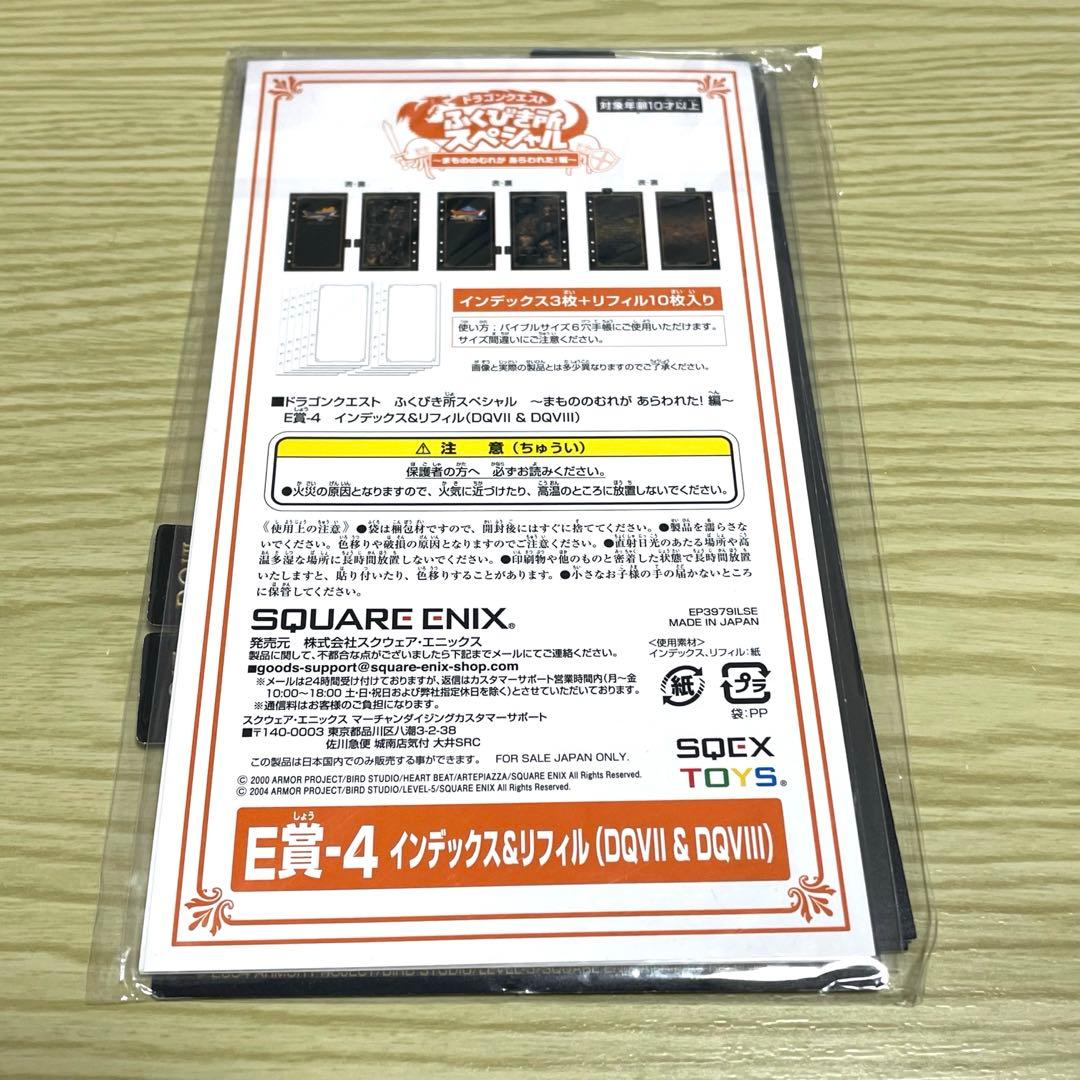 ドラゴンクエスト
ふくびき所
スペシャル
～まもののむれが あらわれた!編～
対象年齢10才以上
表・裏
表・裏
表・裏
インデックス3枚+リフィル10枚入り
使い方:バイブルサイズ6穴手帳にご使用いただけます。
サイズ間違いにご注意ください。
画像と実際の製品とは多少異なりますのでご了承ください。
■ドラゴンクエスト ふくびき所スペシャル ～まもののむれが あらわれた! 編～
E賞-4 インデックス&リフィル(DQVII & DQVIII)
⚠ 注 意(ちゅうい)
保護者の方へ 必ずお読みください。
●火災の原因となりますので、火気に近づけたり、高温のところに放置しないでください。
《使用上の注意》●袋は梱包材ですので、開封後にはすぐに捨ててください。●製品を濡らさな
いでください。色移りや破損の原因となりますのでご注意ください。●直射日光のあたる場所や高
温多湿な場所に長時間放置しないでください。●印刷物や他のものと密着した状態で長時間放置
いたしますと、貼り付いたり、色移りすることがあります。●小さなお子様の手の届かないところ
に保管してください。
SQUARE ENIX®
EP3979ILSE
MADE IN JAPAN
発売元 株式会社スクウェア・エニックス
製品に関して、不都合な点がございましたら下記までメールにてご連絡ください。
■goods-support@square-enix-shop.com
※メールは24時間受け付けておりますが、返信はカスタマーサポート営業時間内(月～金
10:00～18:00 土・日・祝日および弊社指定休日を除く)とさせていただいております。
※通信料はお客様のご負担になります。
スクウェア・エニックス マーチャンダイジングカスタマーサポート
■〒140-0003 東京都品川区八潮3-2-38
佐川急便 城南店気付 大井SRC
<使用素材>
インデックス、リフィル:紙
紙
プラ
袋:PP
この製品は日本国内でのみ販売する事ができます。 FOR SALE JAPAN ONLY.
© 2000 ARMOR PROJECT/BIRD STUDIO/HEART BEAT/ARTEPIAZZA/SQUARE ENIX All Rights Reserved.
© 2004 ARMOR PROJECT/BIRD STUDIO/LEVEL-5/SQUARE ENIX All Rights Reserved.
SQEX
TOYS®
しょう
E賞-4 インデックス&リフィル(DQVII & DQVIII)